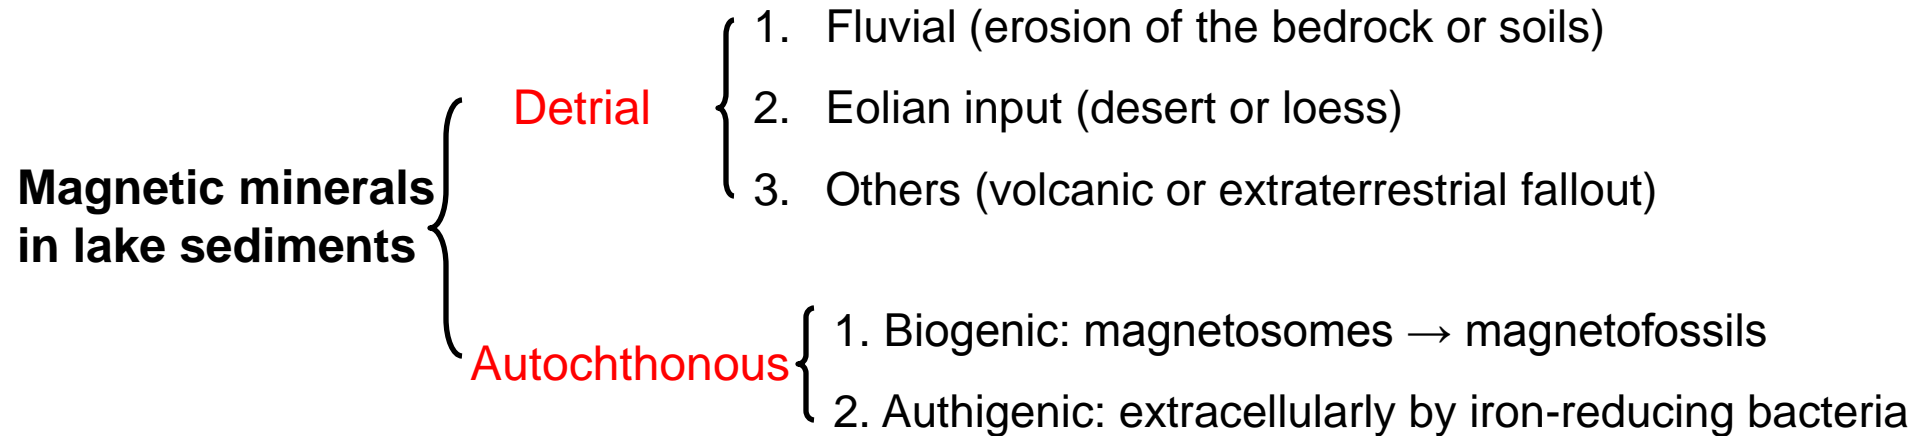 1. Fluvial (erosion of the bedrock or soils)
Detrial
2. Eolian input (desert or loess)
3. Others (volcanic or extraterrestrial fallout)
Magnetic minerals
in lake sediments
1. Biogenic: magnetosomes → magnetofossils
Autochthonous
2. Authigenic: extracellularly by iron-reducing bacteria